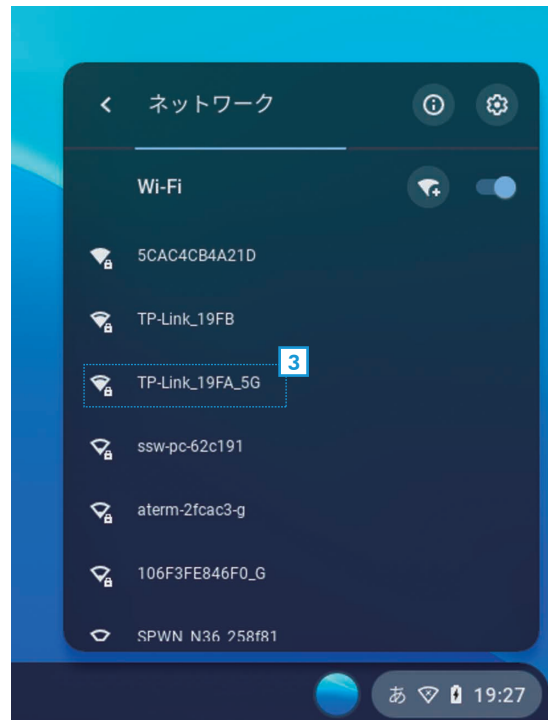 ネットワーク
Wi-Fi
5CAC4CB4A21D
TP-Link_19FB
3
TP-Link_19FA_5G
ssw-pc-62c191
aterm-2fcac3-g
106F3FE846F0_G
SPWN_N36_258f81
あ 19:27